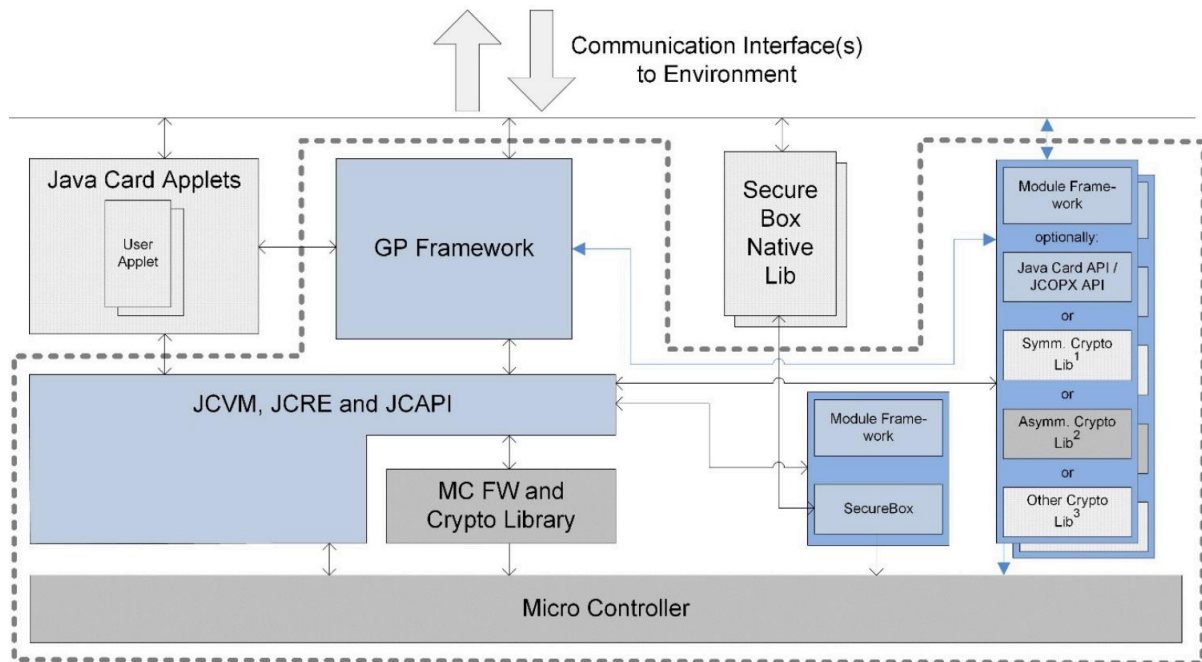 Communication Interface(s)
to Environment
Java Card Applets
User
Applet
GP Framework
Secure
Box
Native
Lib
Module Frame-
work
optionally:
Java Card API /
JCOPX API
or
Symm. Crypto
Lib1
or
Asymm. Crypto
Lib2
or
Other Crypto
Lib3
JCVM, JCRE and JCAPI
Module Frame-
work
SecureBox
MC FW and
Crypto Library
Micro Controller